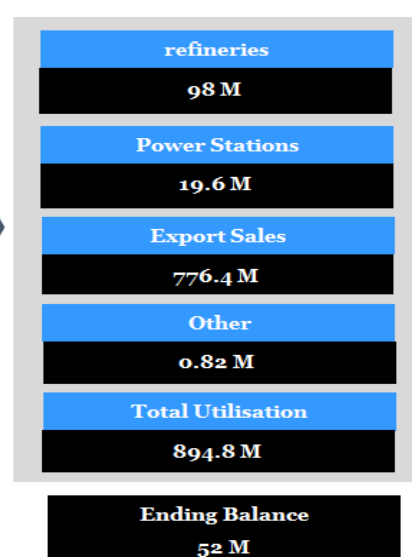 refineries
98 M
Power Stations
19.6 M
Export Sales
776.4 M
Other
0.82 M
Total Utilisation
894.8 M
Ending Balance
52 M